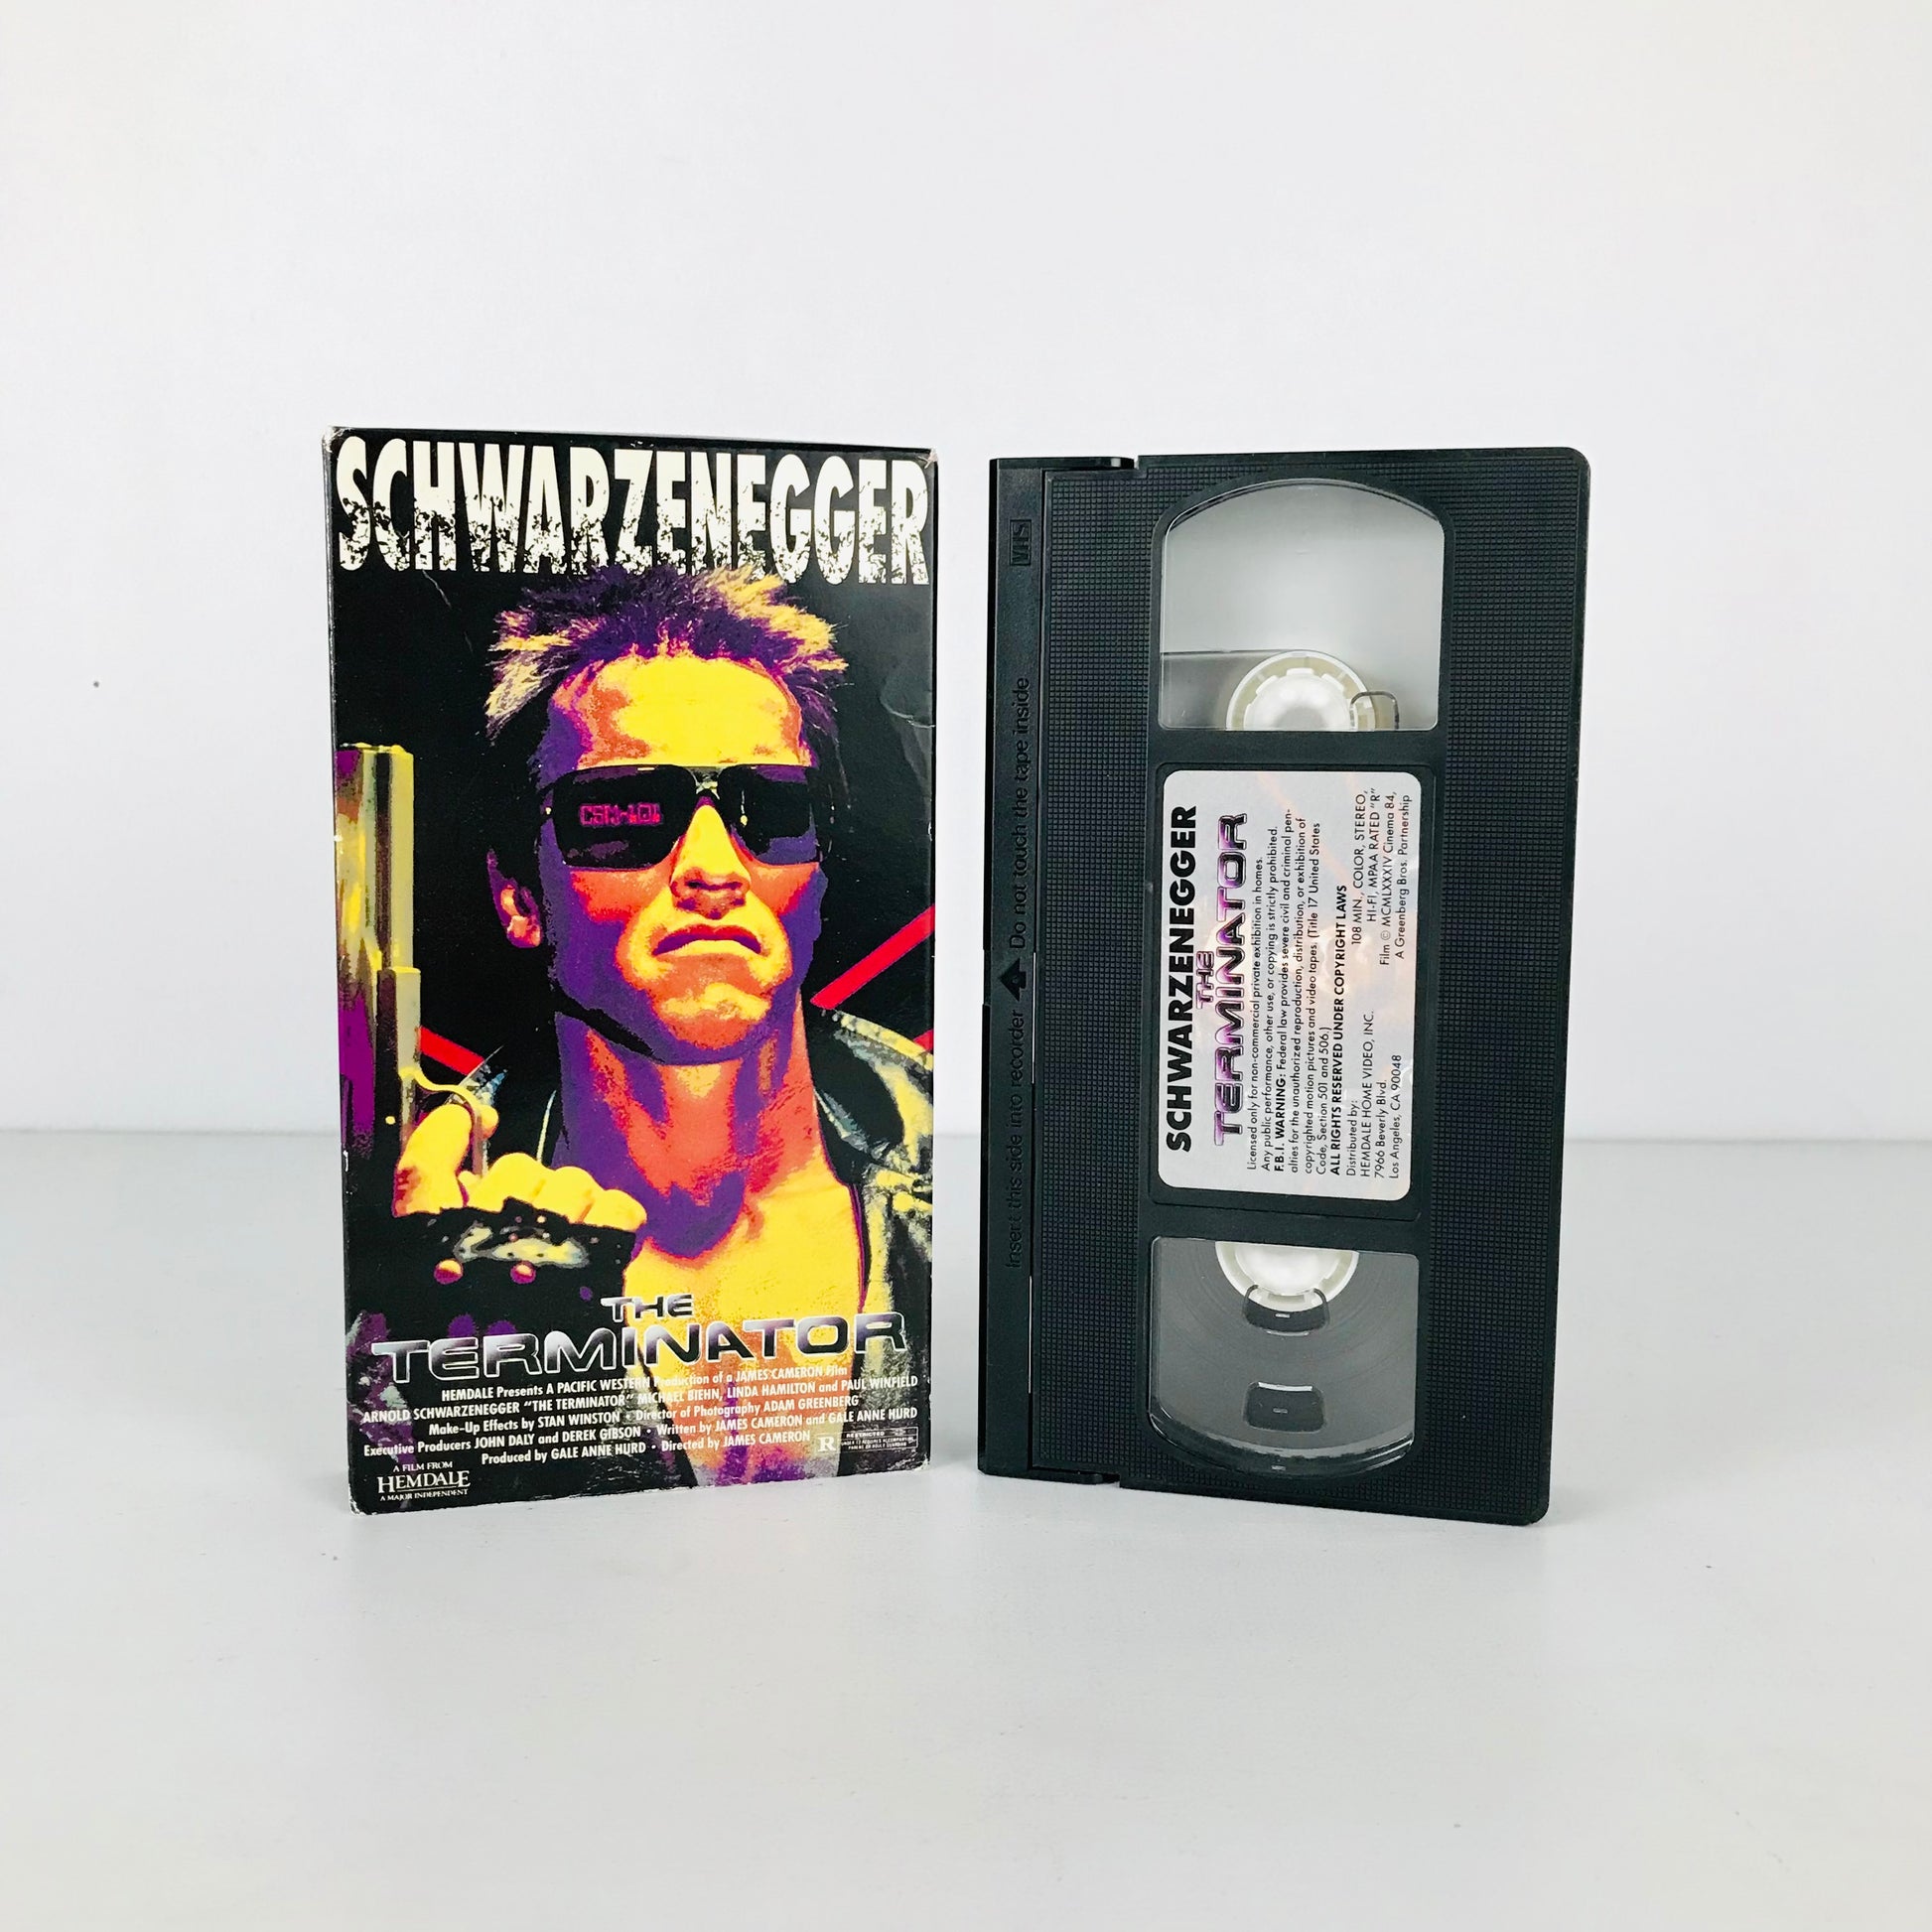 SCHWARZENEGGER
CSM-101
THE
TERMINATOR
HEMDALE Presents A PACIFIC WESTERN Production of a JAMES CAMERON Film
ARNOLD SCHWARZENEGGER "THE TERMINATOR" MICHAEL BIEHN, LINDA HAMILTON and PAUL WINFIELD
Make-Up Effects by STAN WINSTON • Director of Photography ADAM GREENBERG
Executive Producers JOHN DALY and DEREK GIBSON • Written by JAMES CAMERON and GALE ANNE HURD
Produced by GALE ANNE HURD • Directed by JAMES CAMERON
R RESTRICTED
A FILM FROM
HEMDALE
A MAJOR INDEPENDENT
VHS
Insert this side into recorder Do not touch the tape inside
SCHWARZENEGGER
THE
TERMINATOR
Licensed only for non-commercial private exhibition in homes.
Any public performance, other use, or copying is strictly prohibited.
F.B.I. WARNING: Federal law provides severe civil and criminal pen-
alties for the unauthorized reproduction, distribution, or exhibition of
copyrighted motion pictures and video tapes. (Title 17 United States
Code, Section 501 and 506.)
ALL RIGHTS RESERVED UNDER COPYRIGHT LAWS
Distributed by:
HEMDALE HOME VIDEO, INC.
7966 Beverly Blvd.
Los Angeles, CA 90048
108 MIN., COLOR, STEREO,
HI-FI, MPAA RATED "R"
Film © MCMLXXXIV Cinema 84,
A Greenberg Bros. Partnership